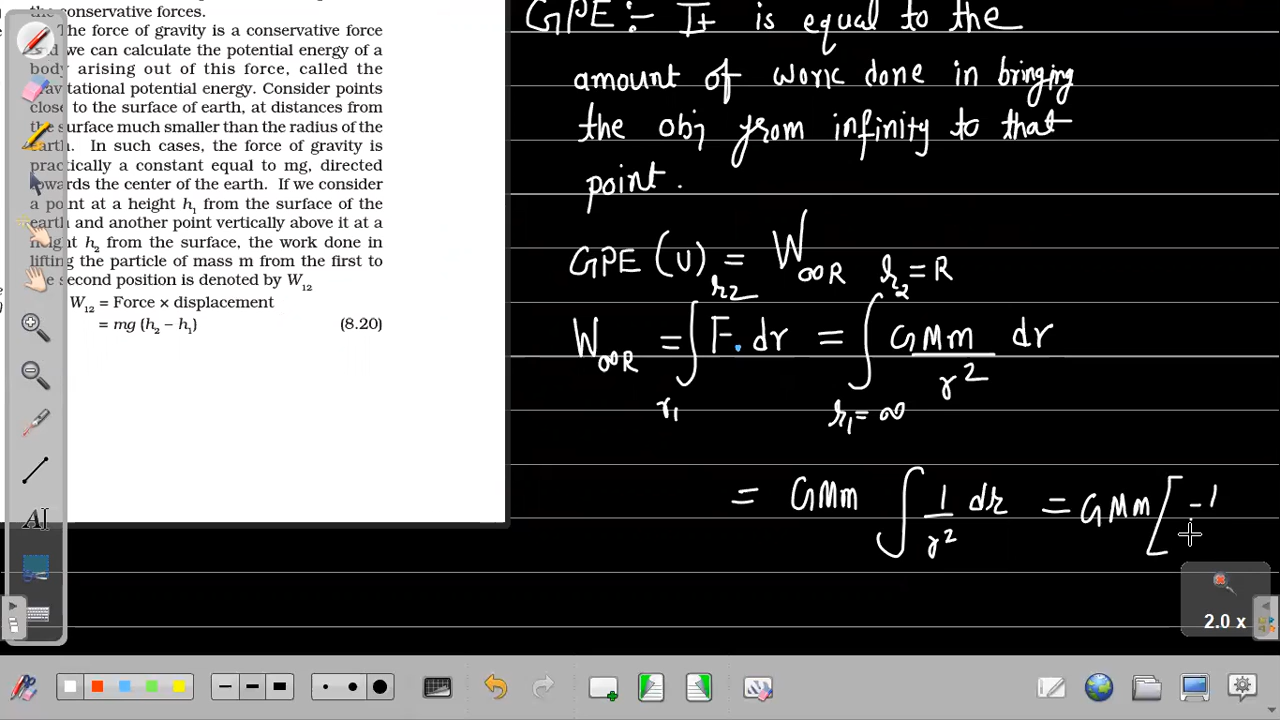 the conservative forces.
The force of gravity is a conservative force
we can calculate the potential energy of a
body arising out of this force, called the
tational potential energy. Consider points
close to the surface of earth, at distances from
the surface much smaller than the radius of the
earth. In such cases, the force of gravity is
practically a constant equal to mg, directed
towards the center of the earth. If we consider
a point at a height h₁ from the surface of the
earth and another point vertically above it at a
height h₂ from the surface, the work done in
lifting the particle of mass m from the first to
the second position is denoted by W₁₂
W₁₂ = Force × displacement
= mg (h₂ – h₁) (8.20)
GPE :- It is equal to the
amount of work done in bringing
the obj from infinity to that
point.
GPE (U) = W∞R
W∞R = ∫ r₁ r₂ F. dr = ∫ r₁=∞ r₂=R GMm/r² dr
= GMm ∫ 1/r² dr = GMm [ -1
2.0 x